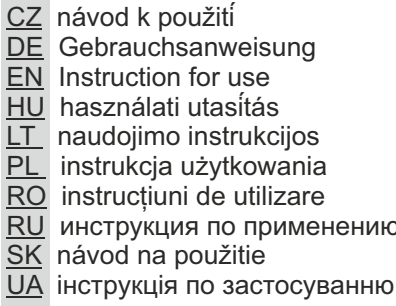 CZ návod k použití
DE Gebrauchsanweisung
EN Instruction for use
HU használati utasítás
LT naudojimo instrukcijos
PL instrukcja użytkowania
RO instrucțiuni de utilizare
RU инструкция по применению
SK návod na použitie
UA інструкція по застосуванню